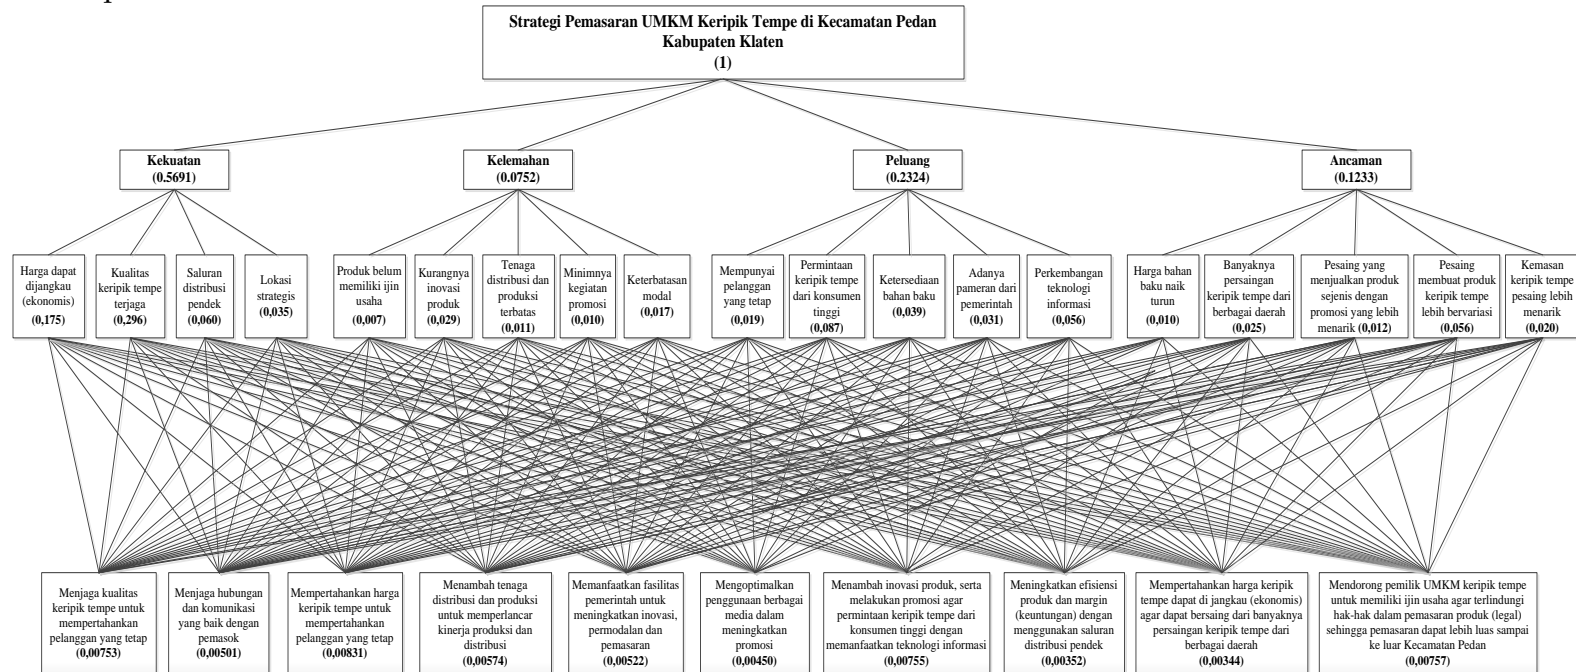 Strategi Pemasaran UMKM Keripik Tempe di Kecamatan Pedan
Kabupaten Klaten
(1)
Kekuatan
(0.5691)
Kelemahan
(0.0752)
Peluang
(0.2324)
Ancaman
(0.1233)
Harga dapat
dijangkau
(ekonomis)
(0,175)
Kualitas
keripik tempe
terjaga
(0,296)
Saluran
distribusi
pendek
(0,060)
Lokasi
strategis
(0,035)
Produk belum
memiliki ijin
usaha
(0,007)
Kurangnya
inovasi
produk
(0,029)
Tenaga
distribusi dan
produksi
terbatas
(0,011)
Minimnya
kegiatan
promosi
(0,010)
Keterbatasan
modal
(0,017)
Mempunyai
pelanggan
yang tetap
(0,019)
Permintaan
keripik tempe
dari konsumen
tinggi
(0,087)
Ketersediaan
bahan baku
(0,039)
Adanya
pameran dari
pemerintah
(0,031)
Perkembangan
teknologi
informasi
(0,056)
Harga bahan
baku naik
turun
(0,010)
Banyaknya
persaingan
keripik tempe dari
berbagai daerah
(0,025)
Pesaing yang
menjualkan produk
sejenis dengan
promosi yang lebih
menarik (0,012)
Pesaing
membuat produk
keripik tempe
lebih bervariasi
(0,056)
Kemasan
keripik tempe
pesaing lebih
menarik
(0,020)
Menjaga kualitas
keripik tempe untuk
mempertahankan
pelanggan yang tetap
(0,00753)
Menjaga hubungan
dan komunikasi
yang baik dengan
pemasok
(0,00501)
Mempertahankan harga
keripik tempe untuk
mempertahankan
pelanggan yang tetap
(0,00831)
Menambah tenaga
distribusi dan produksi
untuk memperlancar
kinerja produksi dan
distribusi
(0,00574)
Memanfaatkan fasilitas
pemerintah untuk
meningkatkan inovasi,
permodalan dan
pemasaran
(0,00522)
Mengoptimalkan
penggunaan berbagai
media dalam
meningkatkan
promosi
(0,00450)
Menambah inovasi produk, serta
melakukan promosi agar
permintaan keripik tempe dari
konsumen tinggi dengan
memanfaatkan teknologi informasi
(0,00755)
Meningkatkan efisiensi
produk dan margin
(keuntungan) dengan
menggunakan saluran
distribusi pendek
(0,00352)
Mempertahankan harga keripik
tempe dapat di jangkau (ekonomis)
agar dapat bersaing dari banyaknya
persaingan keripik tempe dari
berbagai daerah
(0,00344)
Mendorong pemilik UMKM keripik tempe
untuk memiliki ijin usaha agar terlindungi
hak-hak dalam pemasaran produk (legal)
sehingga pemasaran dapat lebih luas sampai
ke luar Kecamatan Pedan
(0,00757)